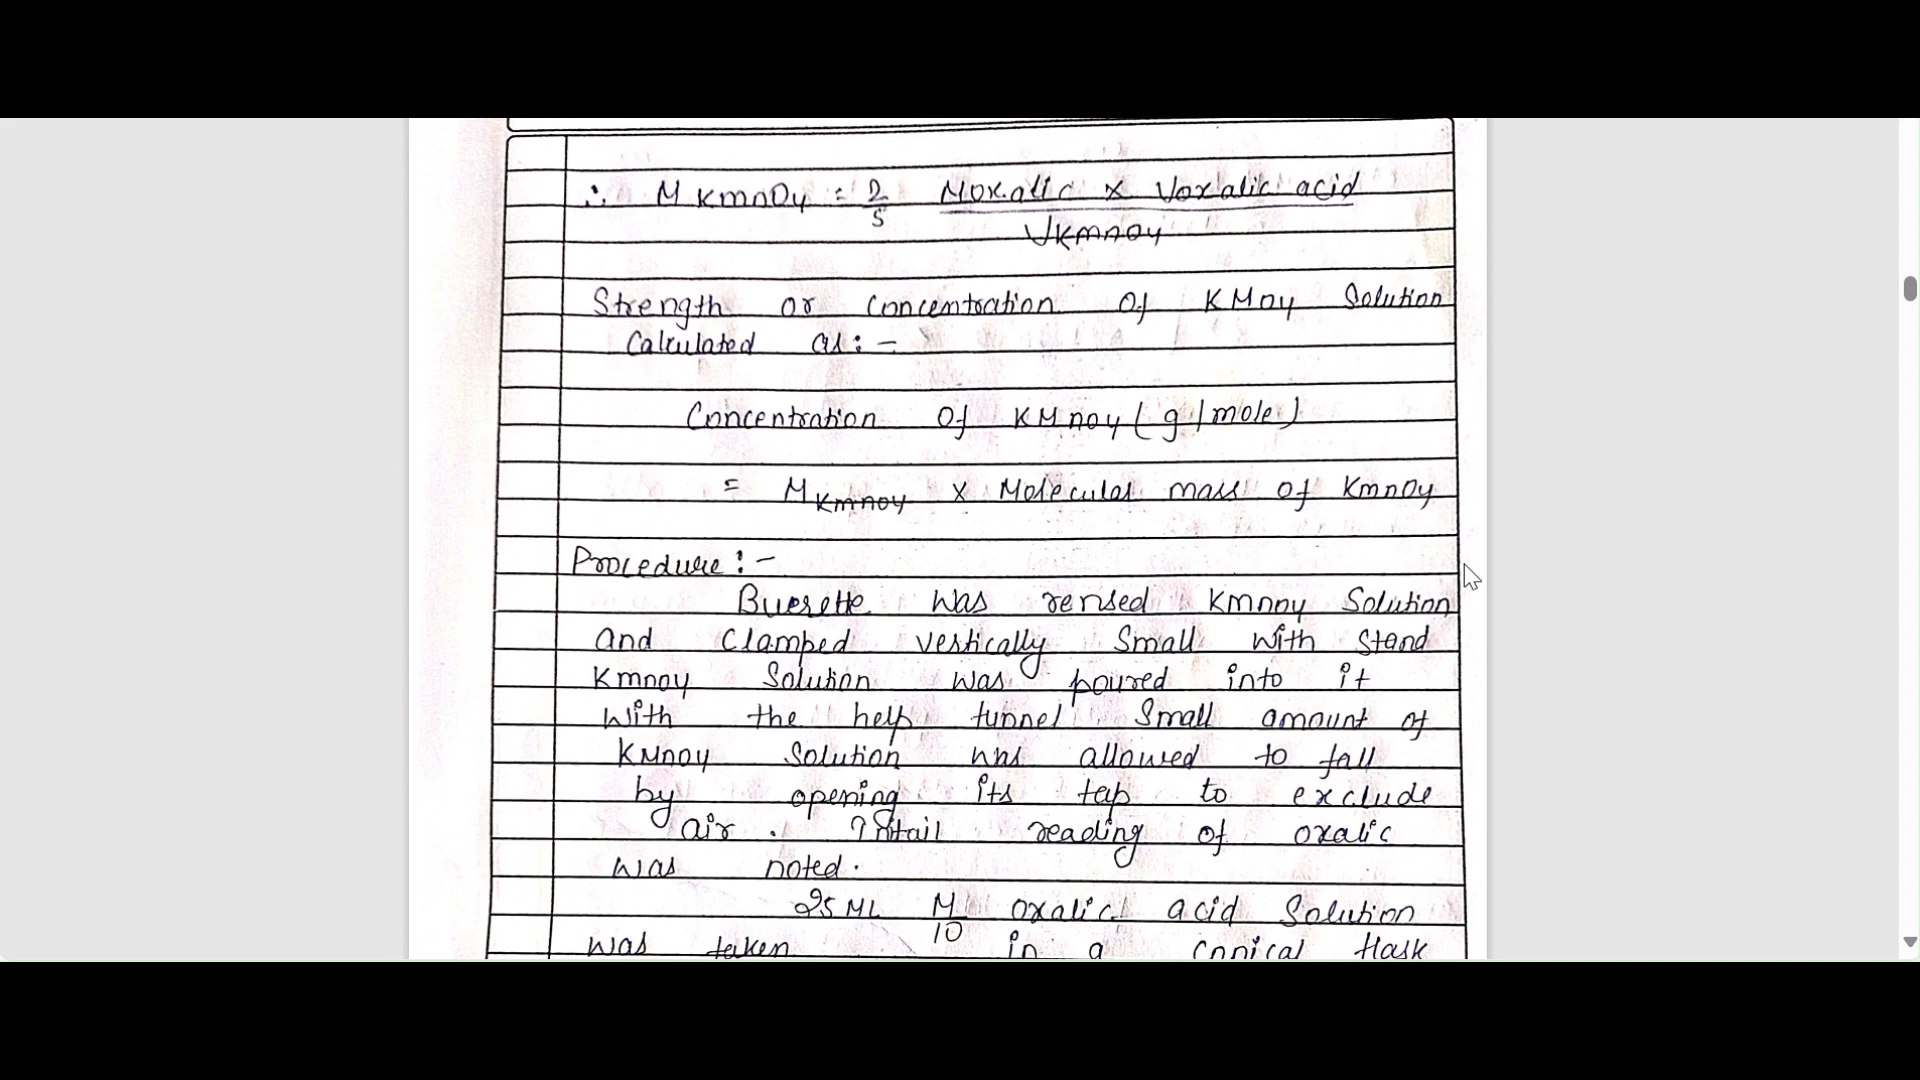 ∴ M KmnO4 = 2/5 Moxalic x Voxalic acid / VKmnO4
Strength or Concentration Of KMO4 Solution
Calculated as :-
Concentration Of KMnO4 ( g / mole )
= M KmnO4 x Molecular mass of KmnO4
Procedure :-
was rensed KmnO4 Solution
and Clamped vertically Small with Stand
KmnO4 Solution was poured into it
With the help tunnel Small amount of
KMnO4 Solution was allowed to fall
by opening its tap to exclude
air . Initail reading of oxalic
was noted.
25 ML M/10 oxalic acid Solution
was taken in a conical flask